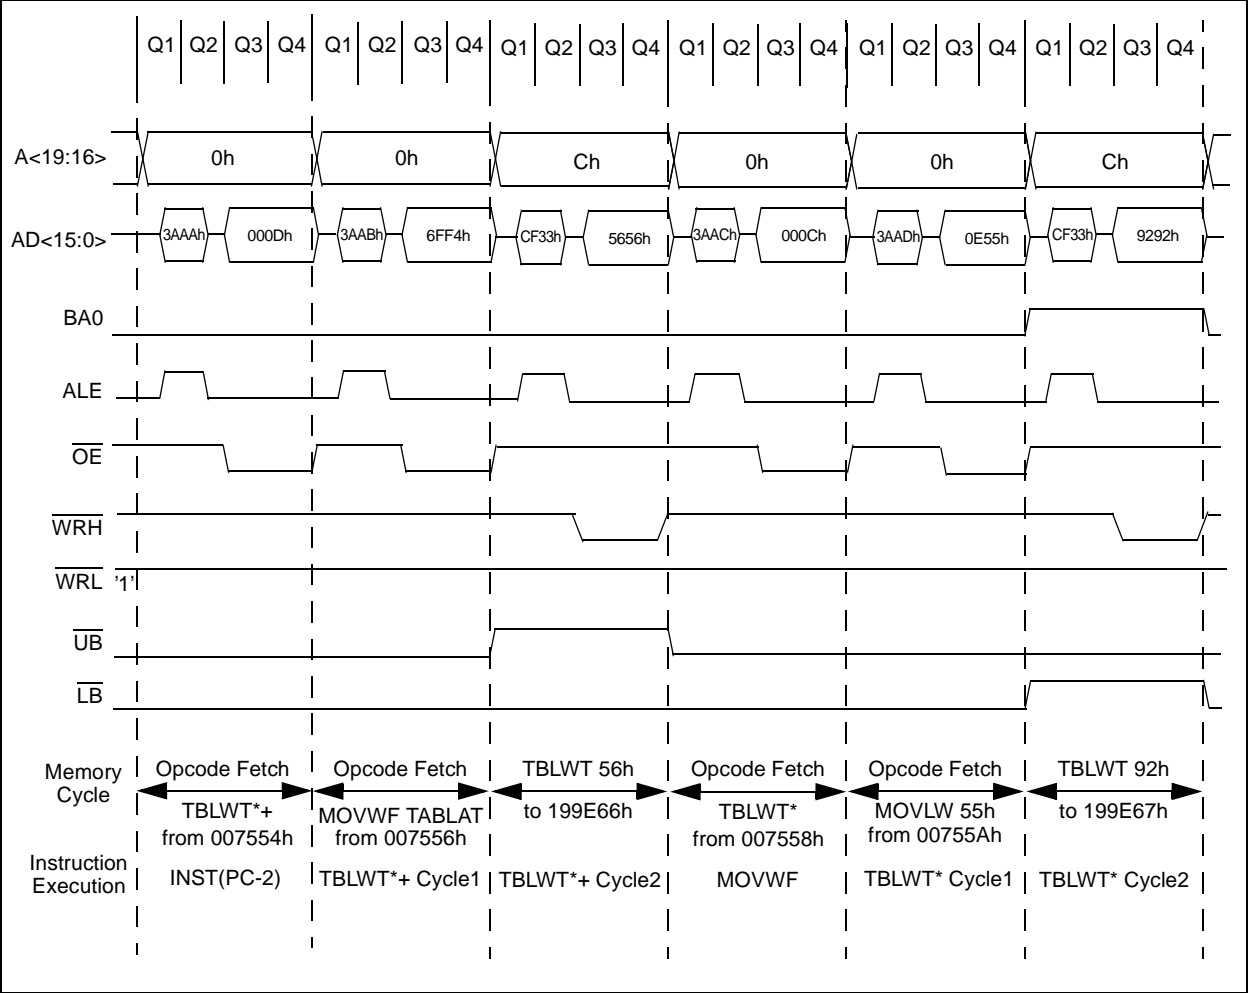 Q1 Q2 Q3 Q4 Q1 Q2 Q3 Q4 Q1 Q2 Q3 Q4 Q1 Q2 Q3 Q4 Q1 Q2 Q3 Q4 Q1 Q2 Q3 Q4
A<19:16> 0h 0h Ch 0h 0h Ch
AD<15:0> 3AAAh 000Dh 3AABh 6FF4h CF33h 5656h 3AACh 000Ch 3AADh 0E55h CF33h 9292h
BA0
ALE
OE
WRH
WRL '1'
UB
LB
Memory Cycle
Opcode Fetch
TBLWT*+
from 007554h
Opcode Fetch
MOVWF TABLAT
from 007556h
TBLWT 56h
to 199E66h
Opcode Fetch
TBLWT*
from 007558h
Opcode Fetch
MOVLW 55h
from 00755Ah
TBLWT 92h
to 199E67h
Instruction Execution
INST(PC-2) TBLWT*+ Cycle1 TBLWT*+ Cycle2 MOVWF TBLWT* Cycle1 TBLWT* Cycle2